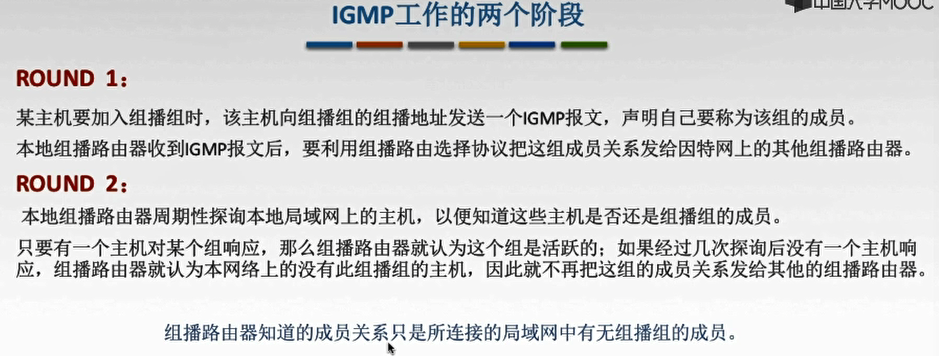 中国大学MOOC
IGMP工作的两个阶段
ROUND 1：
某主机要加入组播组时，该主机向组播组的组播地址发送一个IGMP报文，声明自己要称为该组的成员。
本地组播路由器收到IGMP报文后，要利用组播路由选择协议把这组成员关系发给因特网上的其他组播路由器。
ROUND 2：
本地组播路由器周期性探询本地局域网上的主机，以便知道这些主机是否还是组播组的成员。
只要有一个主机对某个组响应，那么组播路由器就认为这个组是活跃的；如果经过几次探询后没有一个主机响
应，组播路由器就认为本网络上的没有此组播组的主机，因此就不再把这组的成员关系发给其他的组播路由器。
组播路由器知道的成员关系只是所连接的局域网中有无组播组的成员。